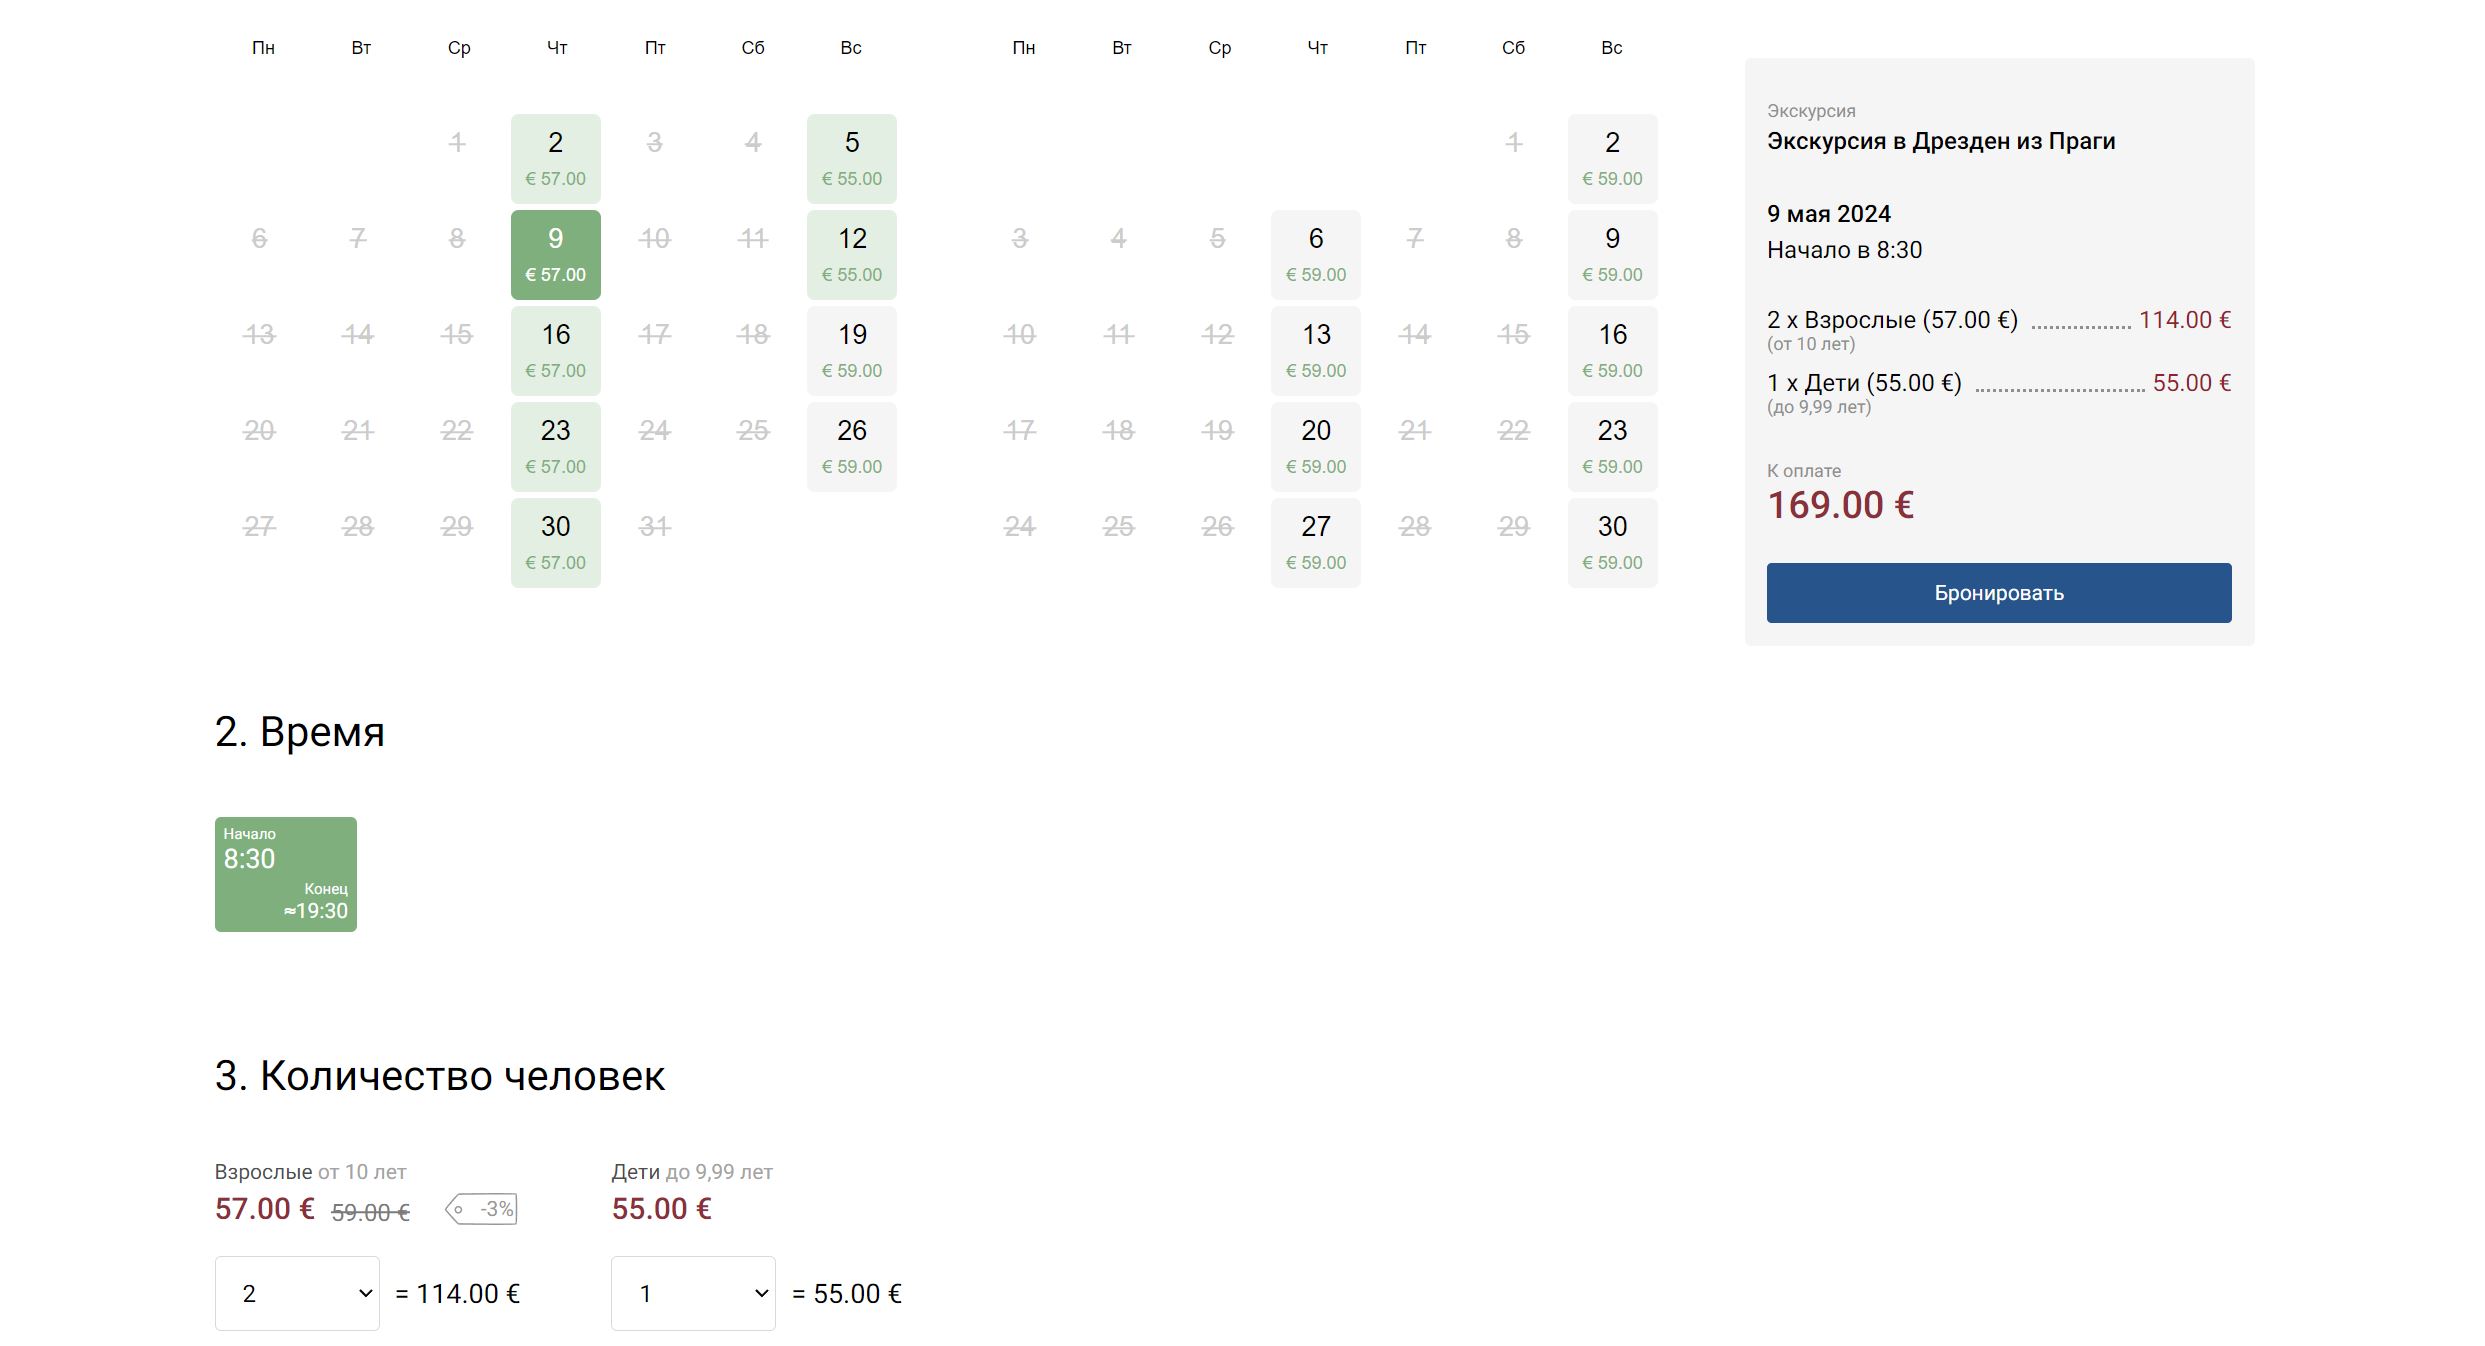 Пн Вт Ср Чт Пт Сб Вс
1 2 3 4 5
€ 57.00 € 55.00
6 7 8 9 10 11 12
€ 57.00 € 55.00
13 14 15 16 17 18 19
€ 57.00 € 59.00
20 21 22 23 24 25 26
€ 57.00 € 59.00
27 28 29 30 31
€ 57.00
Пн Вт Ср Чт Пт Сб Вс
1 2
€ 59.00
3 4 5 6 7 8 9
€ 59.00 € 59.00
10 11 12 13 14 15 16
€ 59.00 € 59.00
17 18 19 20 21 22 23
€ 59.00 € 59.00
24 25 26 27 28 29 30
€ 59.00 € 59.00
Экскурсия
Экскурсия в Дрезден из Праги
9 мая 2024
Начало в 8:30
2 x Взрослые (57.00 €) 114.00 €
(от 10 лет)
1 x Дети (55.00 €) 55.00 €
(до 9,99 лет)
К оплате
169.00 €
Бронировать
2. Время
Начало
8:30
Конец
≈19:30
3. Количество человек
Взрослые от 10 лет
57.00 € 59.00 € -3%
2 = 114.00 €
Дети до 9,99 лет
55.00 €
1 = 55.00 €